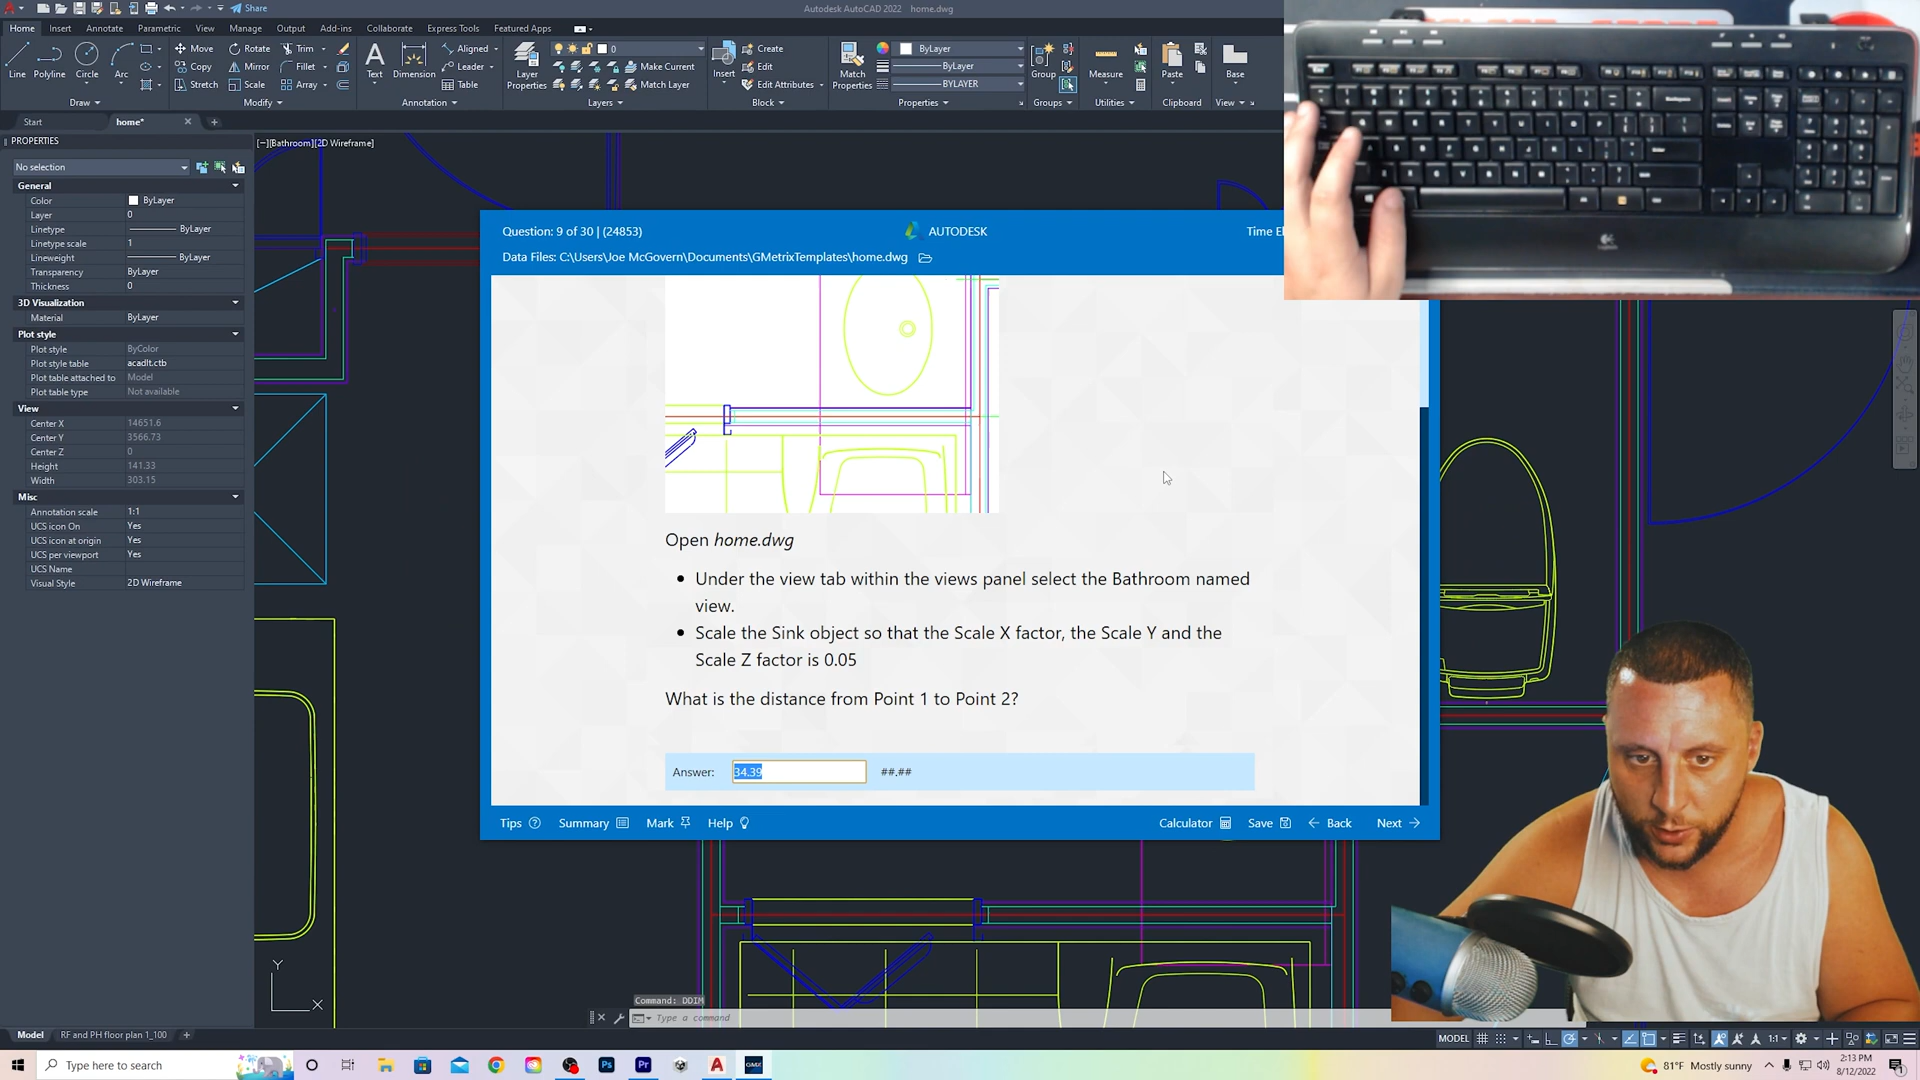 Share
Autodesk AutoCAD 2022 home.dwg
Home Insert Annotate Parametric View Manage Output Add-ins Collaborate Express Tools Featured Apps
Line Polyline Circle Arc
Move Rotate Trim
Copy Mirror Fillet
Stretch Scale Array
Text Dimension
Aligned
Leader
Table
Layer Properties
0
Make Current
Match Layer
Insert
Create
Edit
Edit Attributes
Match Properties
ByLayer
ByLayer
BYLAYER
Group Measure Paste Base
Draw Modify Annotation Layers Block Properties Groups Utilities Clipboard View
Start home*
PROPERTIES
[−][Bathroom][2D Wireframe]
No selection
General
Color ByLayer
Layer 0
Linetype ByLayer
Linetype scale 1
Lineweight ByLayer
Transparency ByLayer
Thickness 0
3D Visualization
Material ByLayer
Plot style
Plot style ByColor
Plot style table acadlt.ctb
Plot table attached to Model
Plot table type Not available
View
Center X 14651.6
Center Y 3566.73
Center Z 0
Height 141.33
Width 303.15
Misc
Annotation scale 1:1
UCS icon On Yes
UCS icon at origin Yes
UCS per viewport Yes
UCS Name
Visual Style 2D Wireframe
Question: 9 of 30 | (24853)
AUTODESK
Time El
Data Files: C:\Users\Joe McGovern\Documents\GMetrixTemplates\home.dwg
Open home.dwg
• Under the view tab within the views panel select the Bathroom named
view.
• Scale the Sink object so that the Scale X factor, the Scale Y and the
Scale Z factor is 0.05
What is the distance from Point 1 to Point 2?
Answer: 34.39 ##.##
Tips Summary Mark Help Calculator Save Back Next
Y
X
Command: DDIM
Type a command
Model RF and PH floor plan 1_100
MODEL 1:1
Type here to search
Ps Pr A GMX
81°F Mostly sunny
2:13 PM
8/12/2022